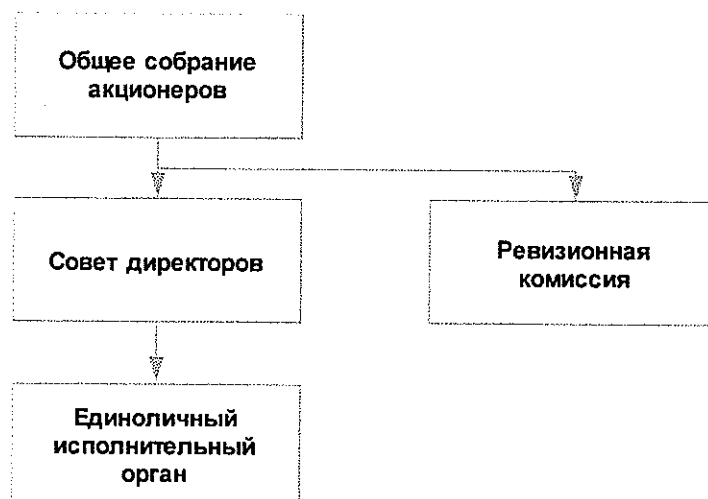 Общее собрание
акционеров
Совет директоров
Ревизионная
комиссия
Единоличный
исполнительный
орган